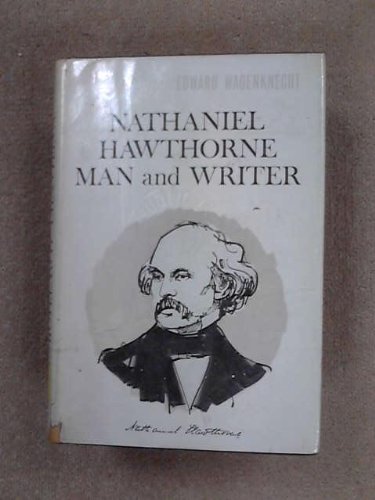 EDWARD WAGENKNECHT
NATHANIEL
HAWTHORNE
MAN and WRITER
Nathaniel Hawthorne